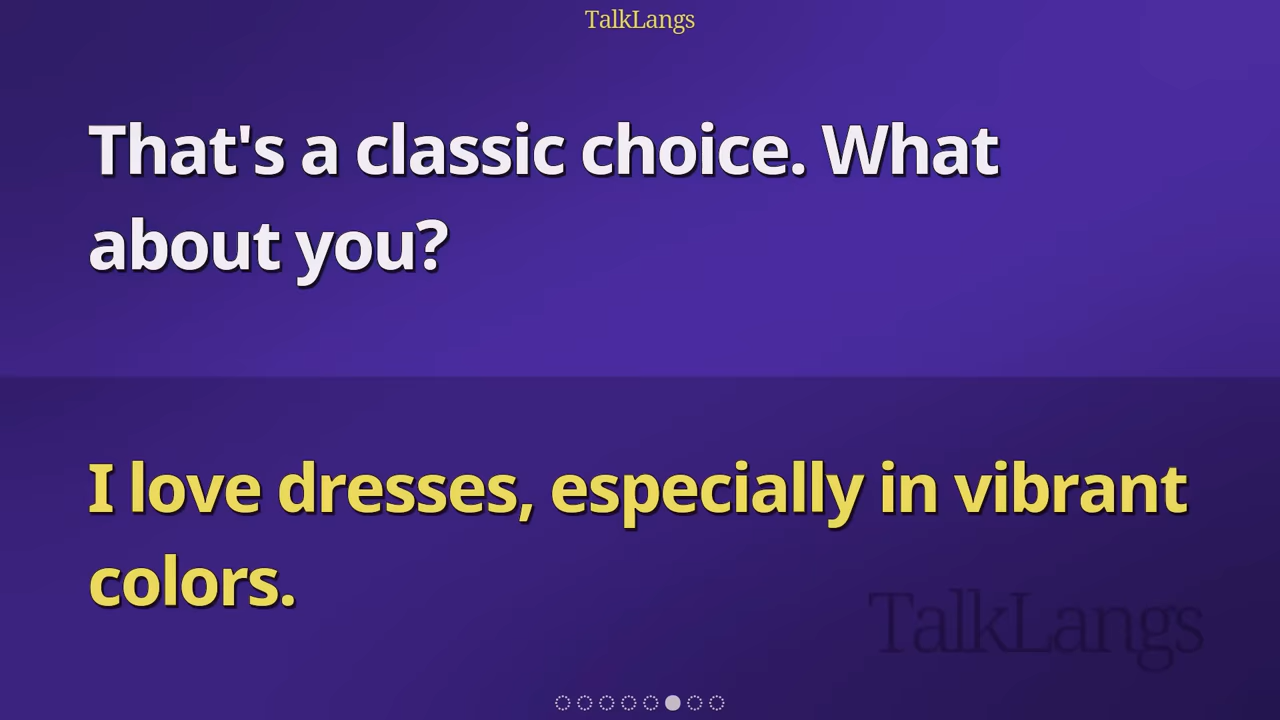 TalkLangs
That's a classic choice. What
about you?
I love dresses, especially in vibrant
colors.
TalkLangs